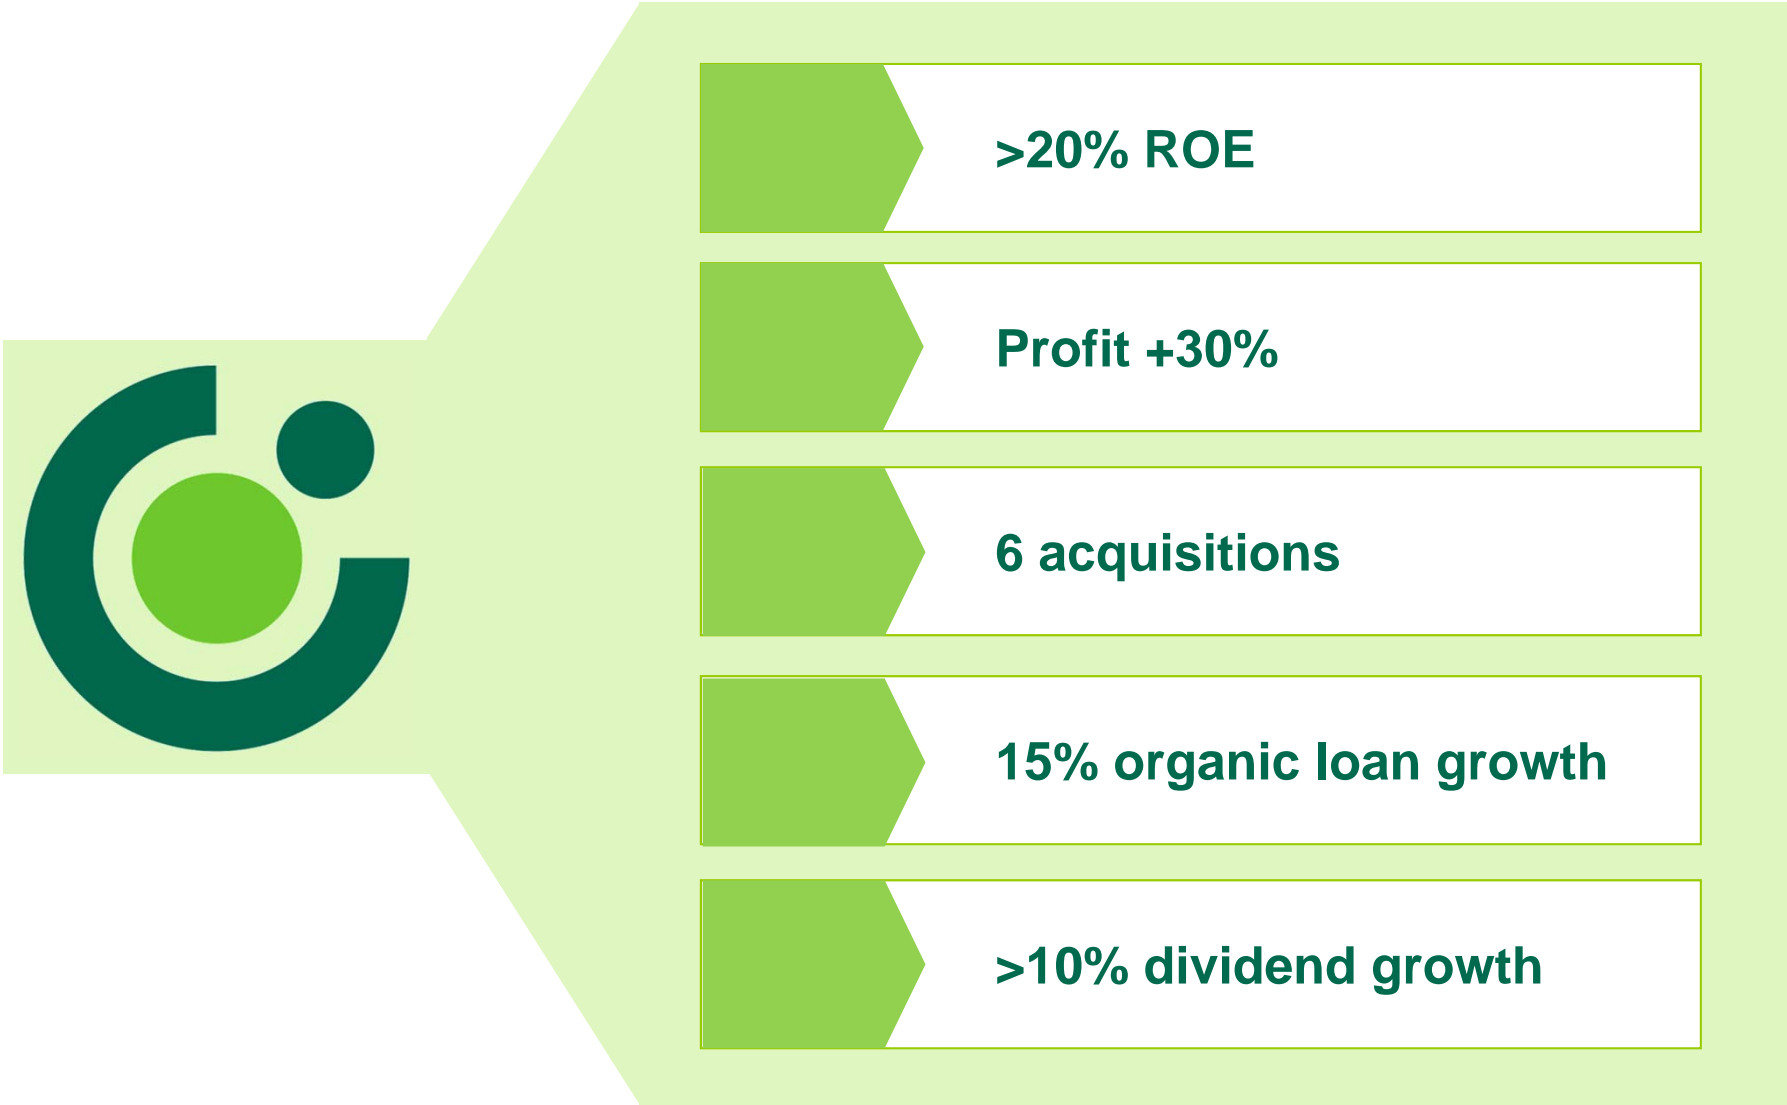 >20% ROE
Profit +30%
6 acquisitions
15% organic loan growth
>10% dividend growth